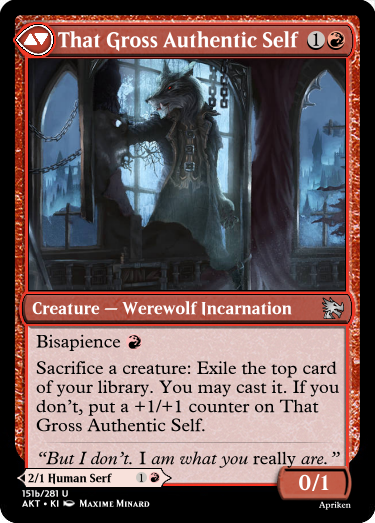 That Gross Authentic Self 1
Creature — Werewolf Incarnation
Bisapience
Sacrifice a creature: Exile the top card
of your library. You may cast it. If you
don't, put a +1/+1 counter on That
Gross Authentic Self.
“But I don't. I am what you really are.”
2/1 Human Serf 1
0/1
151b/281 U
AKT • KI Maxime Minard
Apriken